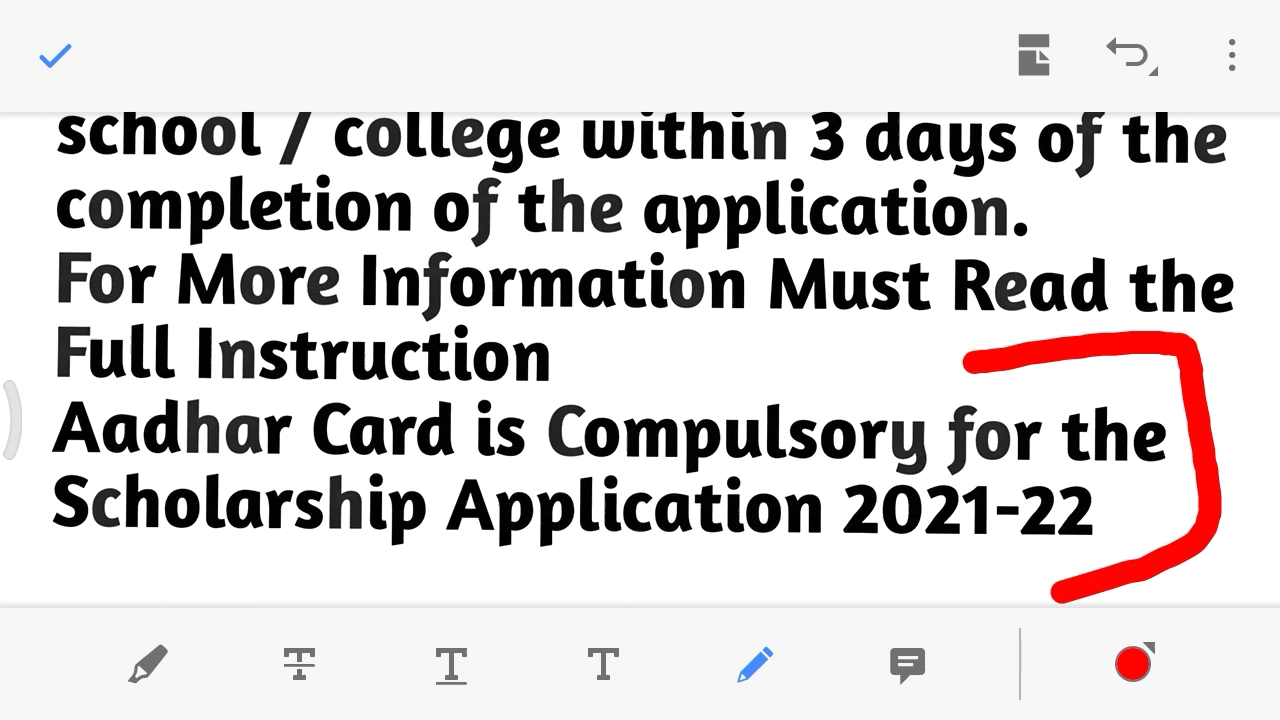 school / college within 3 days of the
completion of the application.
For More Information Must Read the
Full Instruction
Aadhar Card is Compulsory for the
Scholarship Application 2021-22